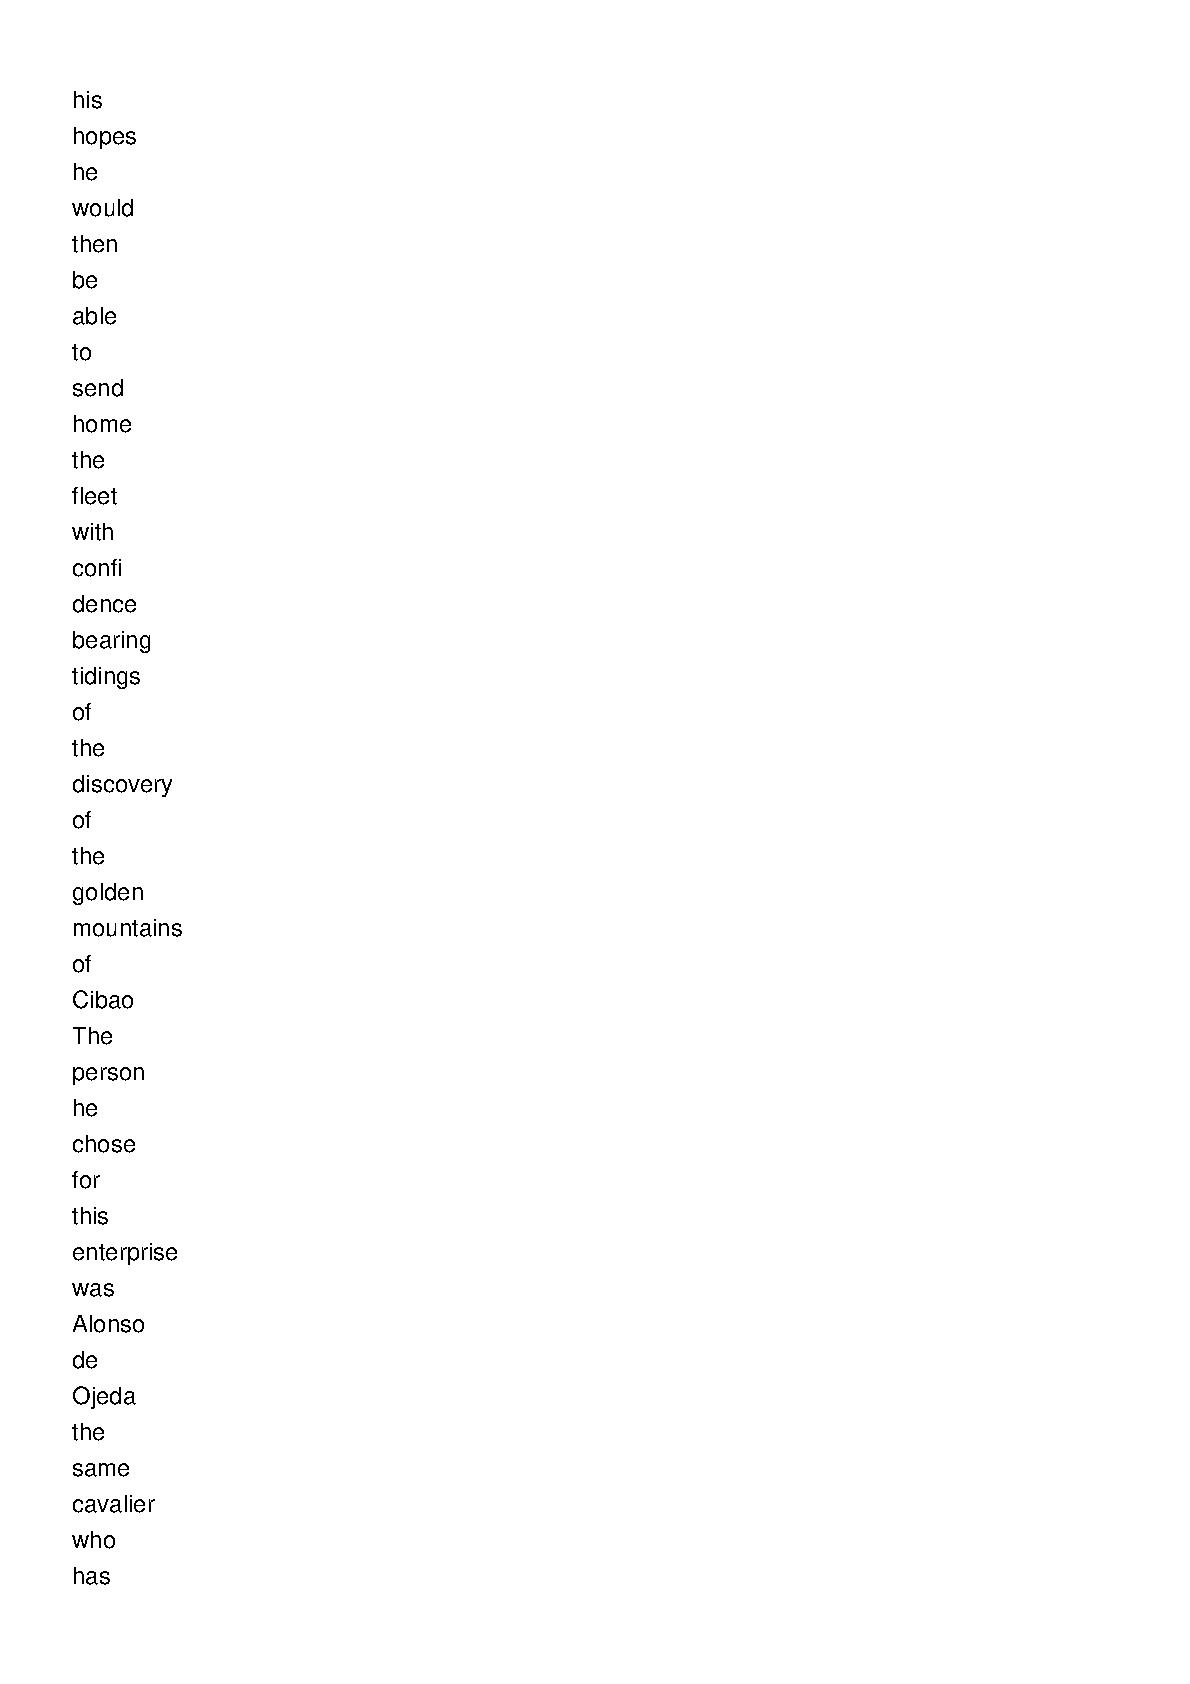 his
hopes
he
would
then
be
able
to
send
home
the
fleet
with
confi
dence
bearing
tidings
of
the
discovery
of
the
golden
mountains
of
Cibao
The
person
he
chose
for
this
enterprise
was
Alonso
de
Ojeda
the
same
cavalier
who
has